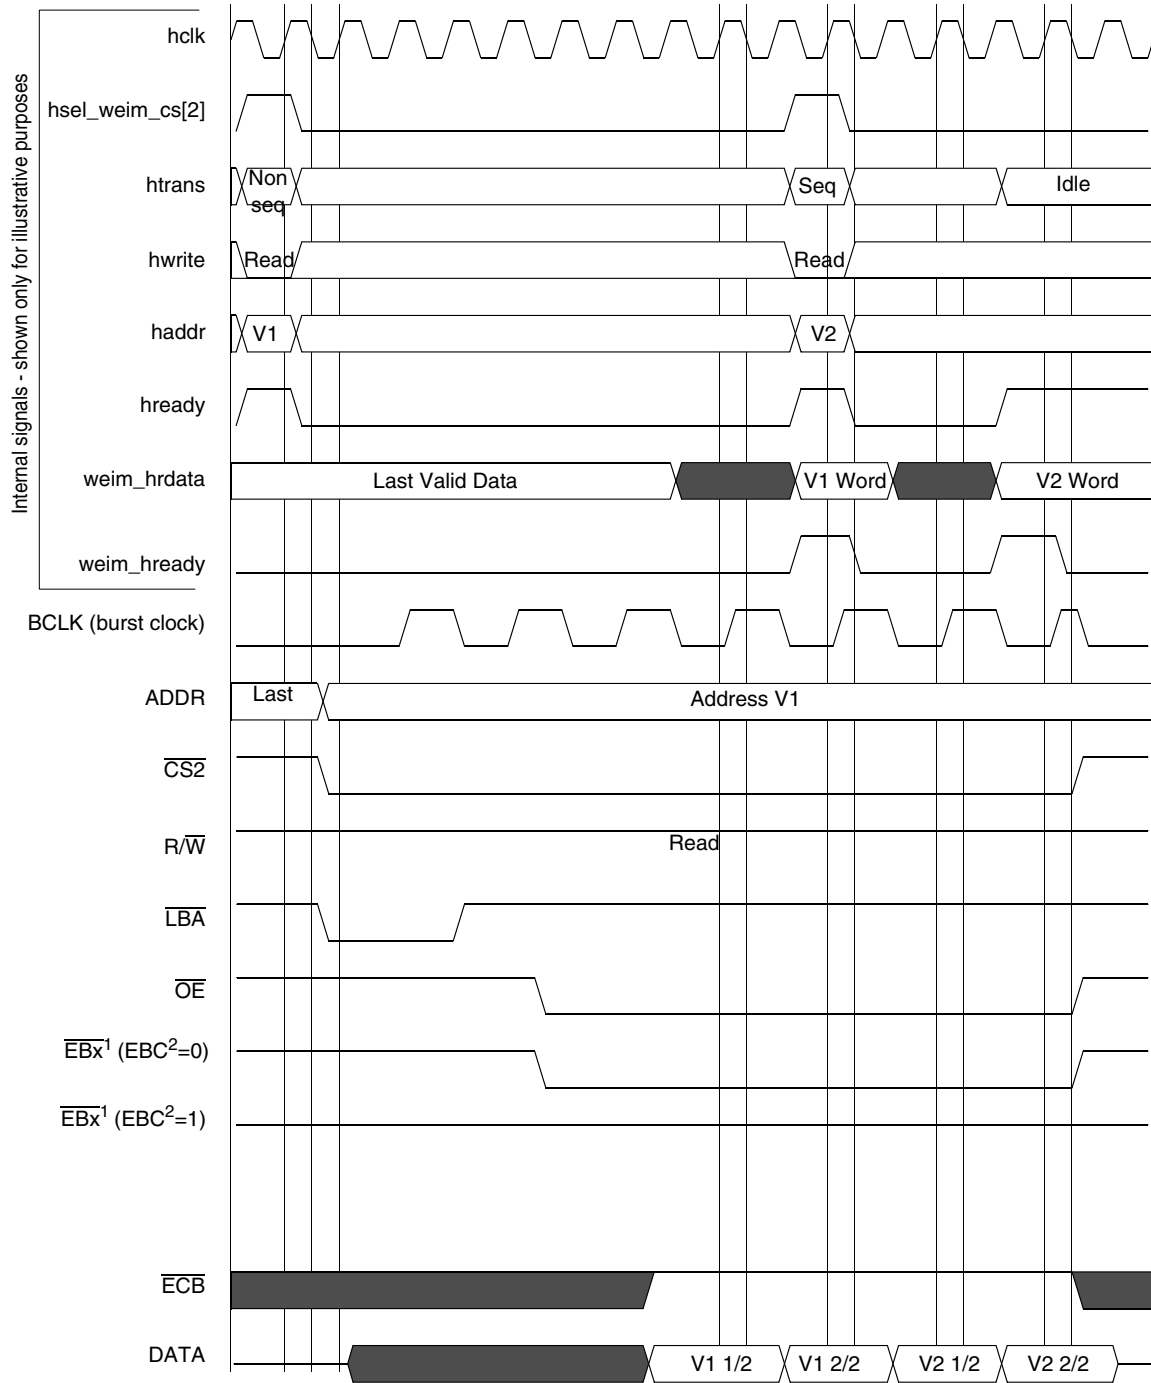 Internal signals - shown only for illustrative purposes
hclk
hsel_weim_cs[2]
htrans
Non
seq
Seq
Idle
hwrite
Read
Read
haddr
V1
V2
hready
weim_hrdata
Last Valid Data
V1 Word
V2 Word
weim_hready
BCLK (burst clock)
ADDR
Last
Address V1
CS2
R/W
Read
LBA
OE
EBx¹ (EBC²=0)
EBx¹ (EBC²=1)
ECB
DATA
V1 1/2
V1 2/2
V2 1/2
V2 2/2